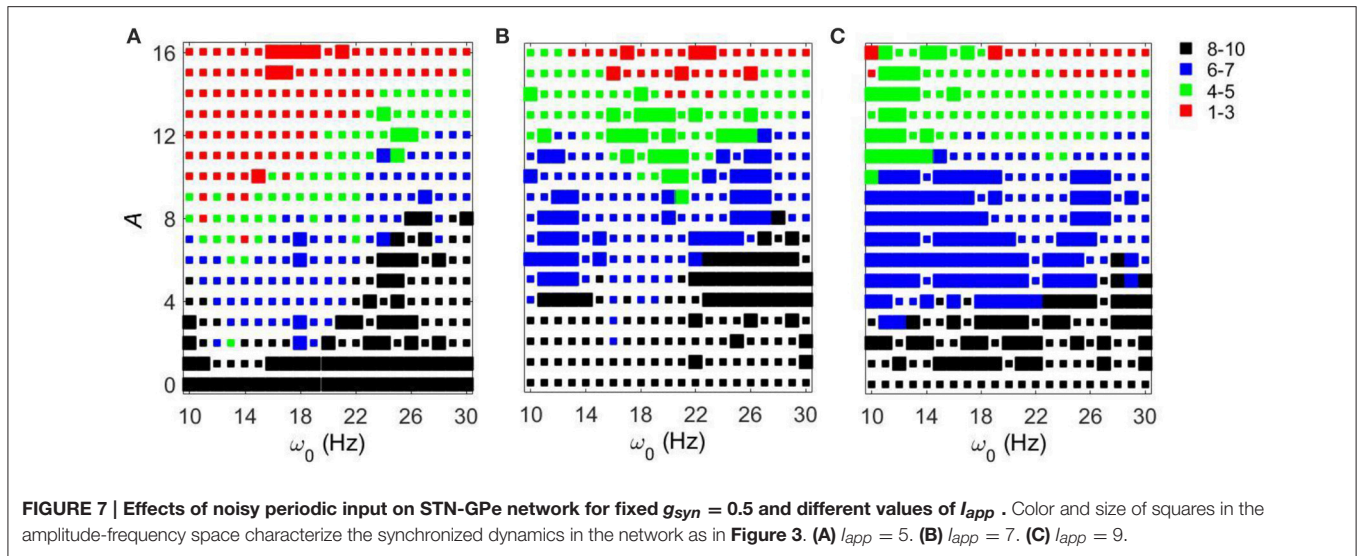 A
B
C
16
12
8
4
0
A
10 14 18 22 26 30
10 14 18 22 26 30
10 14 18 22 26 30
ω₀ (Hz)
ω₀ (Hz)
ω₀ (Hz)
8-10
6-7
4-5
1-3
FIGURE 7 | Effects of noisy periodic input on STN-GPe network for fixed gsyn = 0.5 and different values of Iapp . Color and size of squares in the
amplitude-frequency space characterize the synchronized dynamics in the network as in Figure 3. (A) Iapp = 5. (B) Iapp = 7. (C) Iapp = 9.